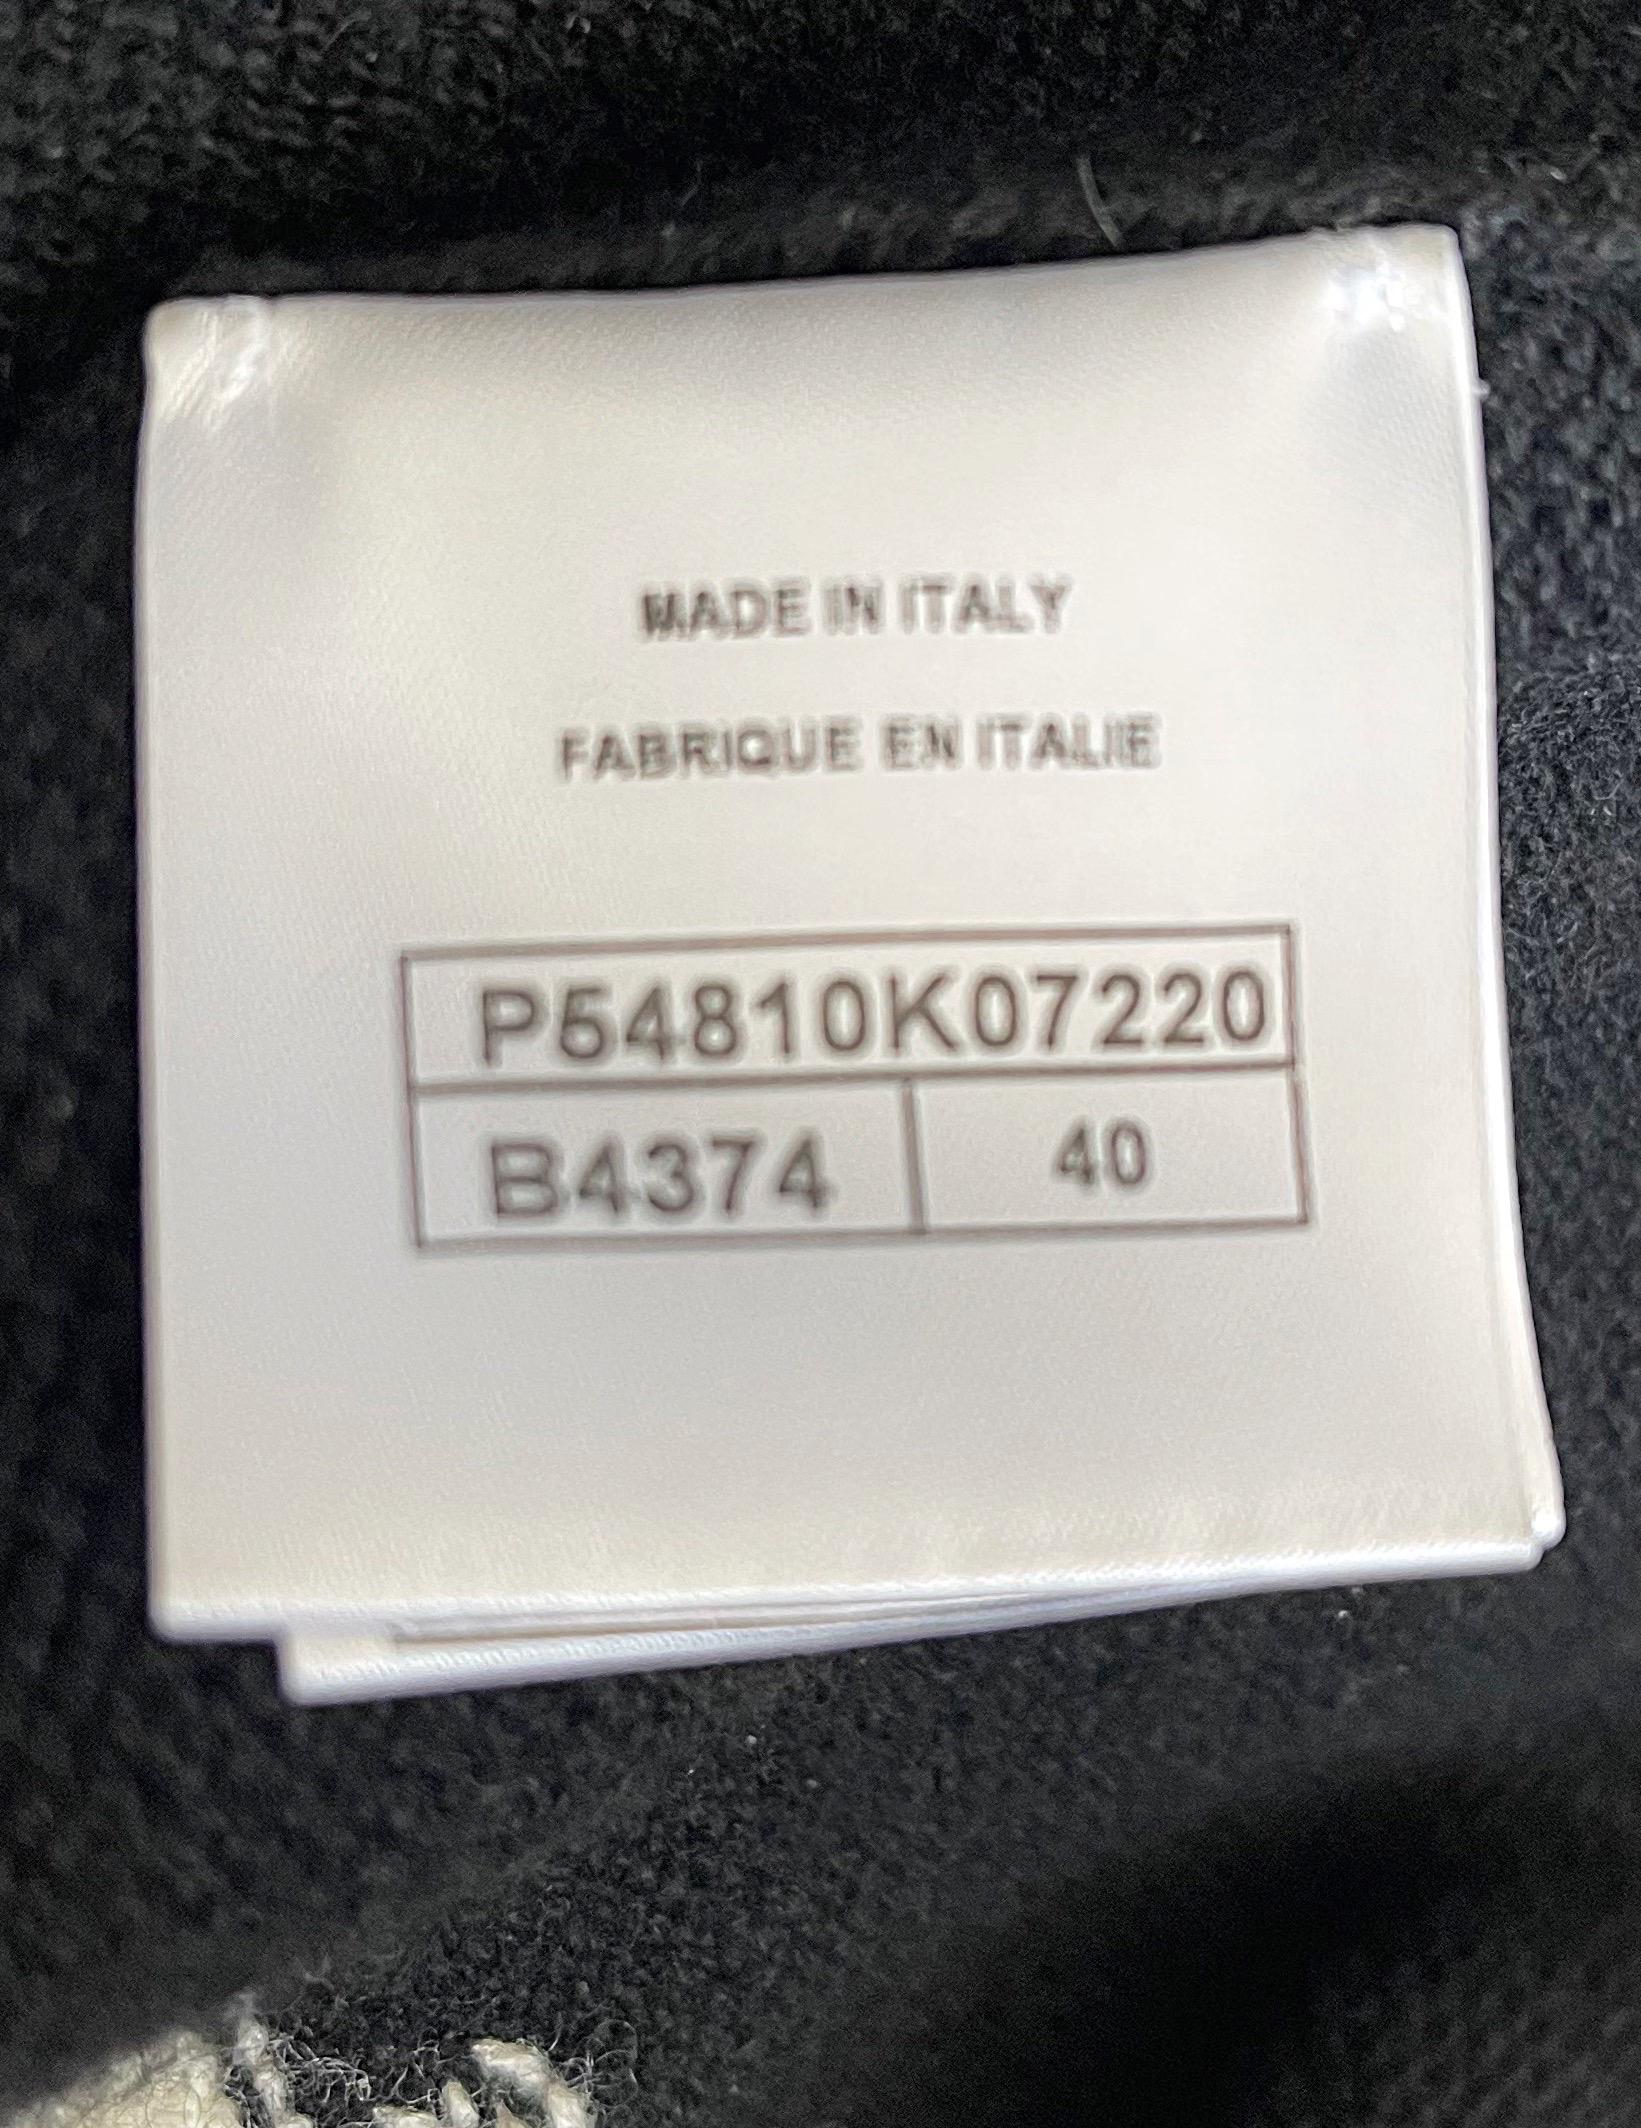 MADE IN ITALY
FABRIQUE EN ITALIE
P54810K07220
B4374 40